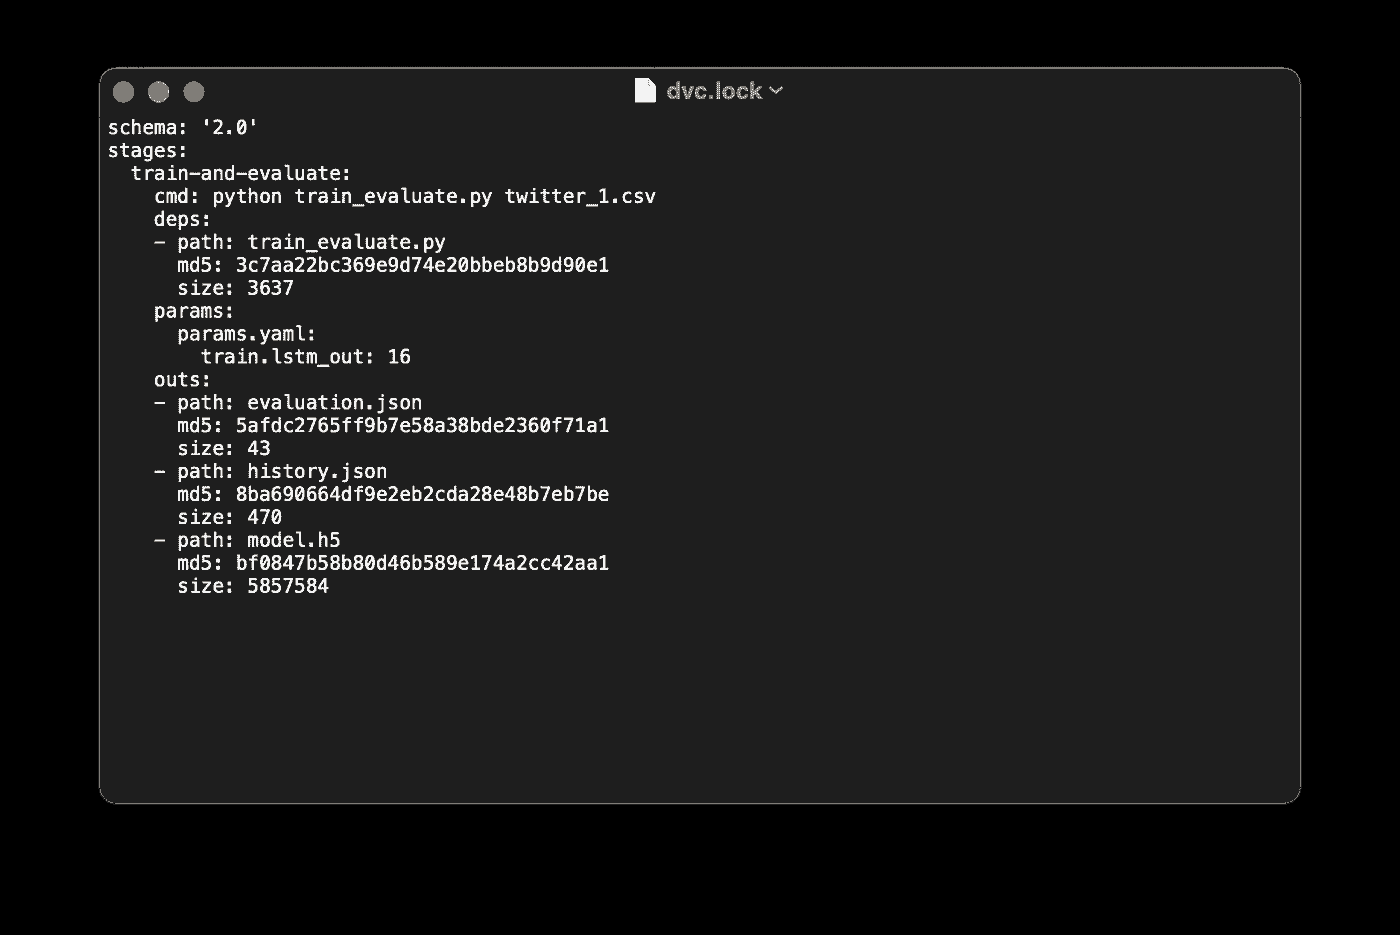 dvc.lock
schema: '2.0'
stages:
  train-and-evaluate:
    cmd: python train_evaluate.py twitter_1.csv
    deps:
    - path: train_evaluate.py
      md5: 3c7aa22bc369e9d74e20bbeb8b9d90e1
      size: 3637
    params:
      params.yaml:
        train.lstm_out: 16
    outs:
    - path: evaluation.json
      md5: 5afdc2765ff9b7e58a38bde2360f71a1
      size: 43
    - path: history.json
      md5: 8ba690664df9e2eb2cda28e48b7eb7be
      size: 470
    - path: model.h5
      md5: bf0847b58b80d46b589e174a2cc42aa1
      size: 5857584